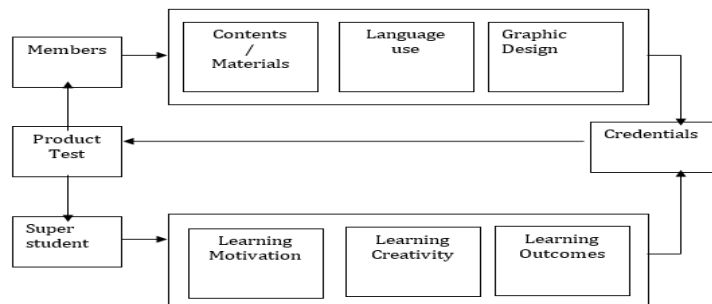 Members
Contents
/
Materials
Language
use
Graphic
Design
Product
Test
Credentials
Super
student
Learning
Motivation
Learning
Creativity
Learning
Outcomes